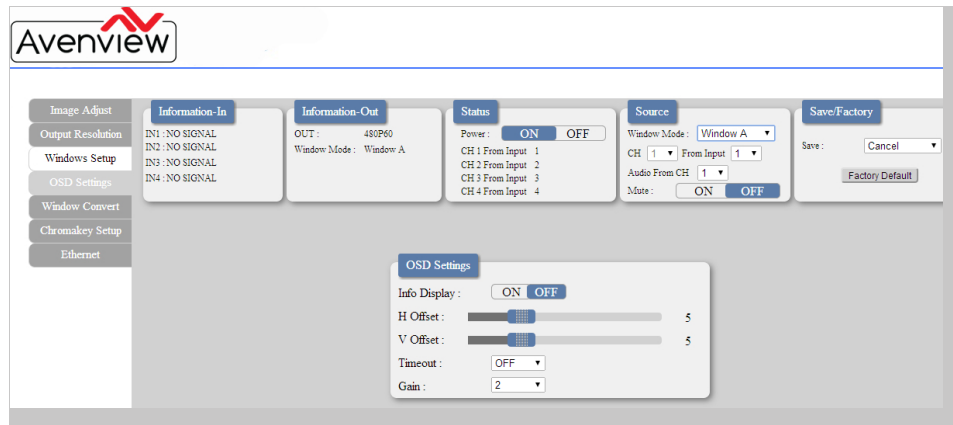 Avenview
Image Adjust
Output Resolution
Windows Setup
OSD Settings
Window Convert
Chromakey Setup
Ethernet
Information-In
IN1 : NO SIGNAL
IN2 : NO SIGNAL
IN3 : NO SIGNAL
IN4 : NO SIGNAL
Information-Out
OUT : 480P60
Window Mode : Window A
Status
Power : ON OFF
CH 1 From Input 1
CH 2 From Input 2
CH 3 From Input 3
CH 4 From Input 4
Source
Window Mode : Window A
CH 1 From Input 1
Audio From CH 1
Mute : ON OFF
Save/Factory
Save : Cancel
Factory Default
OSD Settings
Info Display : ON OFF
H Offset : 5
V Offset : 5
Timeout : OFF
Gain : 2